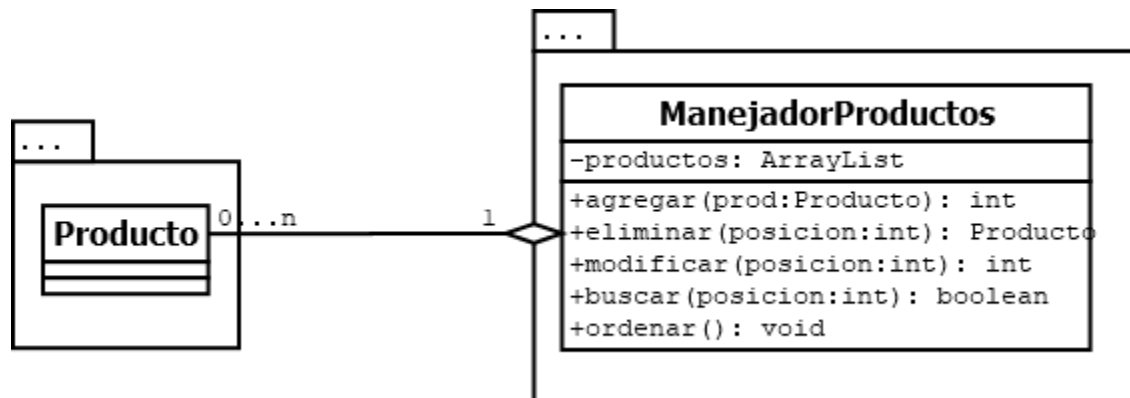 ...
ManejadorProductos
-productos: ArrayList
+agregar(prod:Producto): int
+eliminar(posicion:int): Producto
+modificar(posicion:int): int
+buscar(posicion:int): boolean
+ordenar(): void
...
Producto
0...n
1